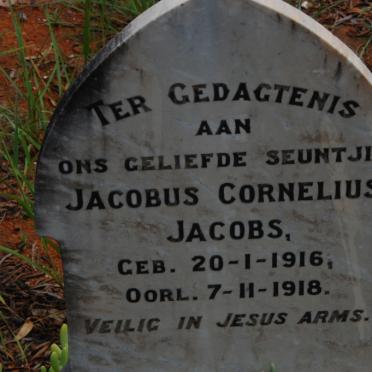 TER GEDAGTENIS
AAN
ONS GELIEFDE SEUNTJI
JACOBUS CORNELIUS
JACOBS,
GEB. 20-1-1916,
OORL. 7-11-1918.
VEILIG IN JESUS ARMS.